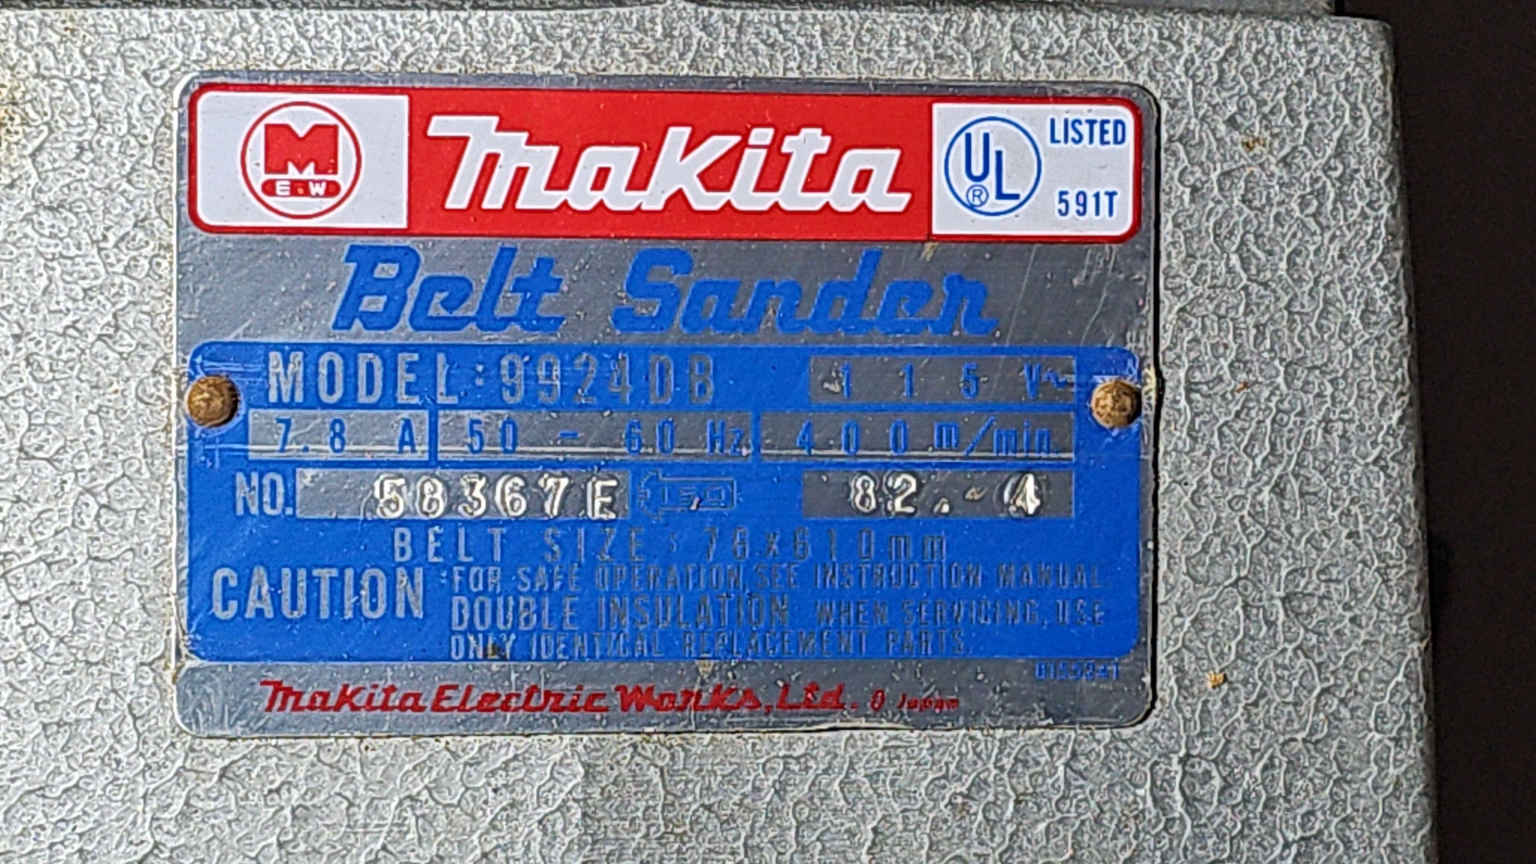 M
E.W
Makita
UL
®
LISTED
591T
Belt Sander
MODEL: 9924DB 115 V~
7.8 A 50 - 60 Hz 400 m/min.
NO. 58367E 82.-4
BELT SIZE: 76x610mm
CAUTION : FOR SAFE OPERATION, SEE INSTRUCTION MANUAL.
DOUBLE INSULATION WHEN SERVICING, USE
ONLY IDENTICAL REPLACEMENT PARTS.
Makita Electric Works, Ltd. Japan